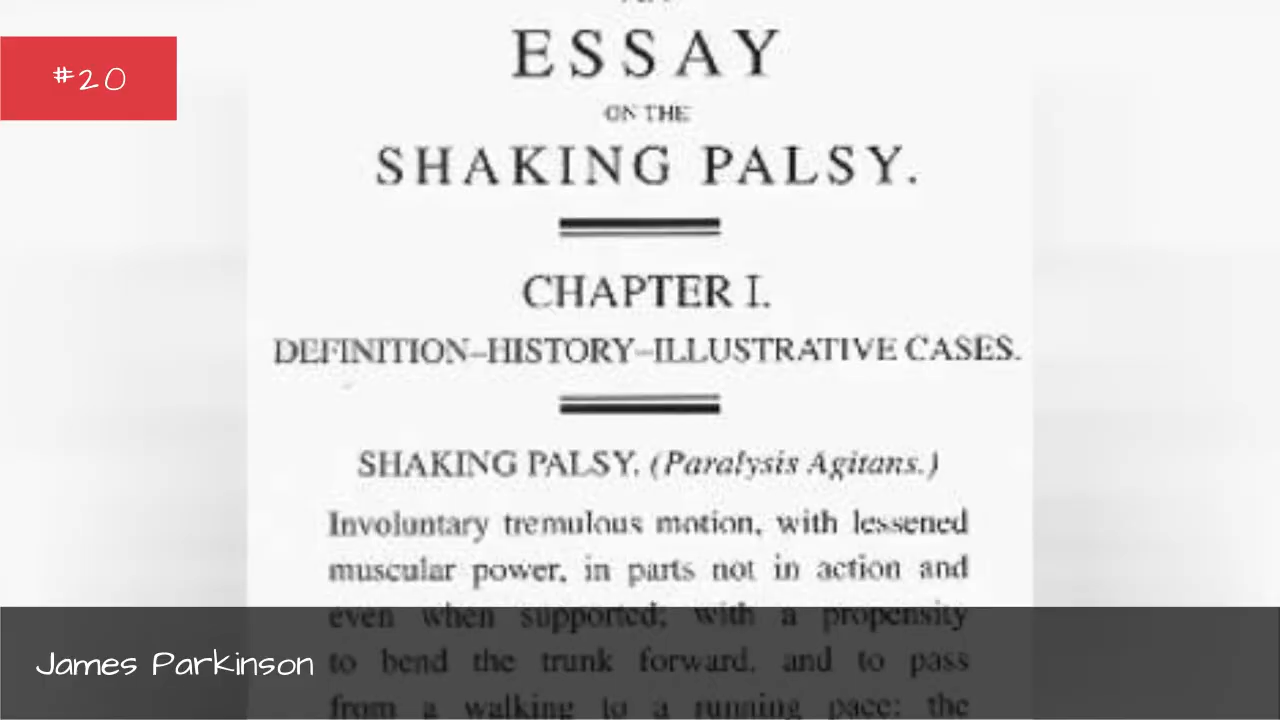 #20
ESSAY
ON THE
SHAKING PALSY.
CHAPTER I.
DEFINITION–HISTORY–ILLUSTRATIVE CASES.
SHAKING PALSY. (Paralysis Agitans.)
Involuntary tremulous motion, with lessened
muscular power, in parts not in action and
even when supported; with a propensity
to bend the trunk forward, and to pass
from a walking to a running pace: the
James Parkinson